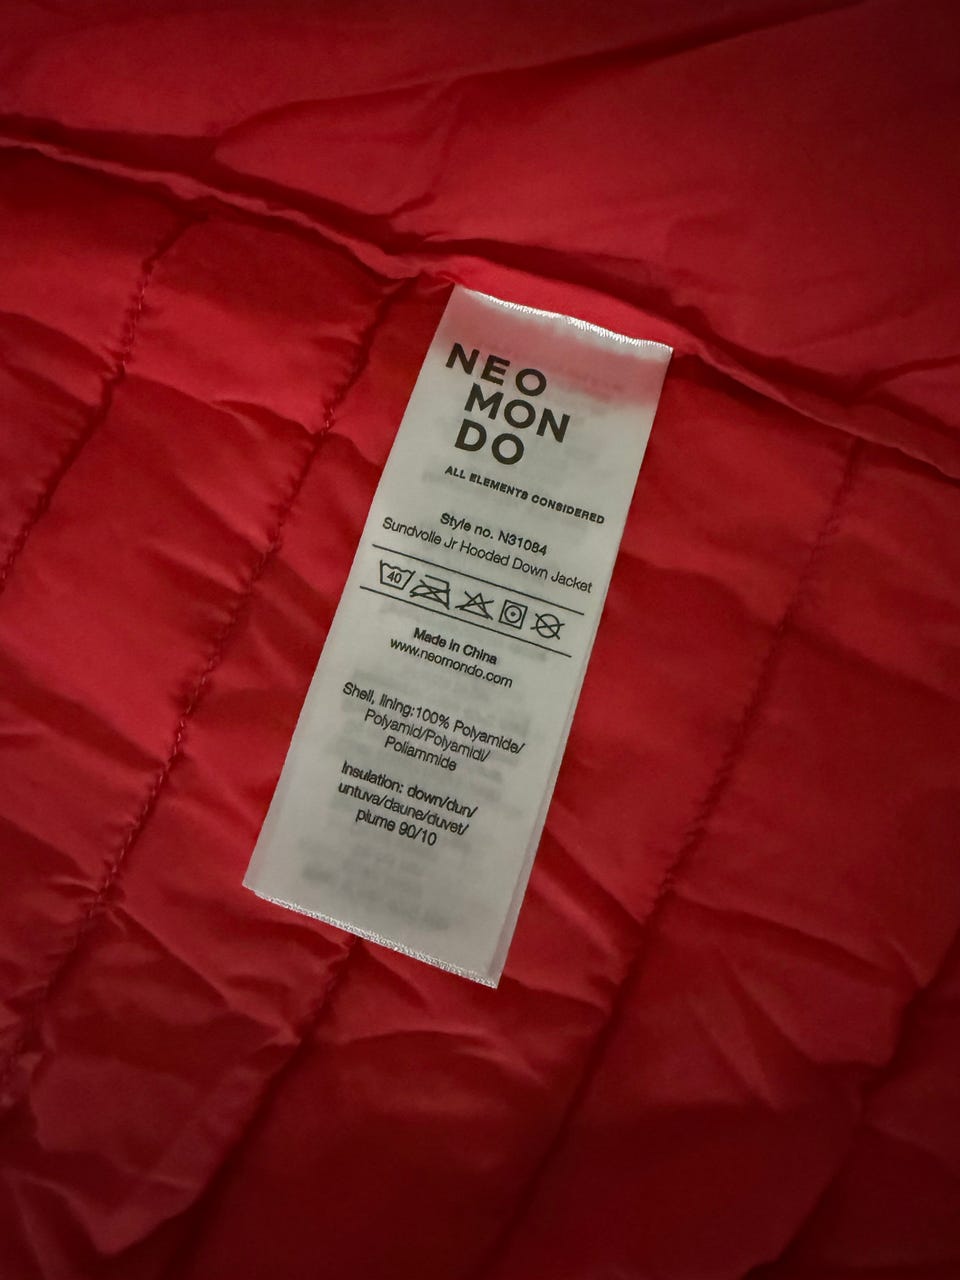 NEO
MON
DO
ALL ELEMENTS CONSIDERED
Style no. N31084
Sundvolle Jr Hooded Down Jacket
40
Made in China
www.neomondo.com
Shell, lining:100% Polyamide/
Polyamid/Polyamidi/
Poliammide
Insulation: down/dun/
untuva/daune/duvet/
piume 90/10